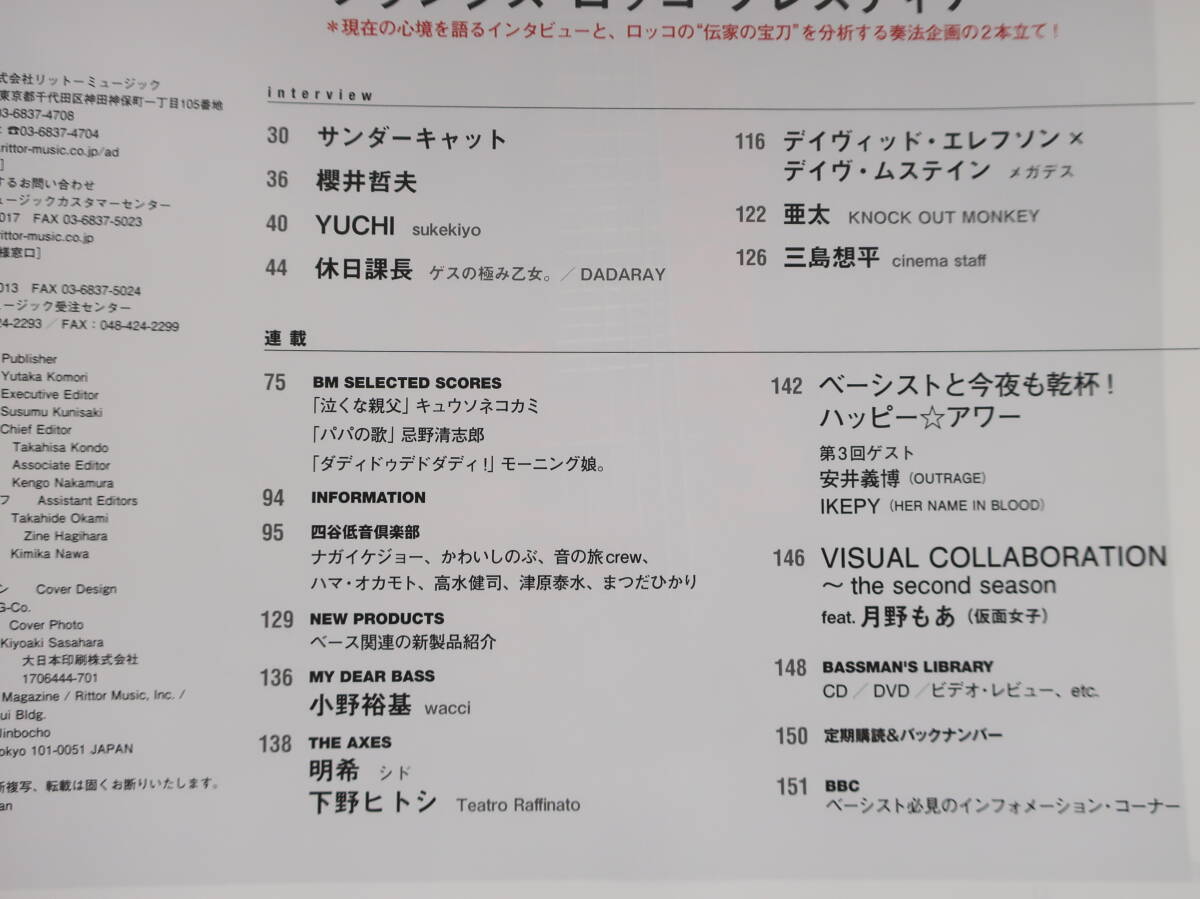 フランシス・ロッコ・プレスティア
＊現在の心境を語るインタビューと、ロッコの“伝家の宝刀”を分析する奏法企画の2本立て！
式会社リットーミュージック
東京都千代田区神田神保町一丁目105番地
03-6837-4708
: ☎03-6837-4704
rittor-music.co.jp/ad
]
するお問い合わせ
ュージックカスタマーセンター
017 FAX 03-6837-5023
ittor-music.co.jp
様窓口]
013 FAX 03-6837-5024
ージック受注センター
24-2293／FAX：048-424-2299
Publisher
Yutaka Komori
Executive Editor
Susumu Kunisaki
Chief Editor
Takahisa Kondo
Associate Editor
Kengo Nakamura
フ Assistant Editors
Takahide Okami
Zine Hagihara
Kimika Nawa
ン Cover Design
G-Co.
Cover Photo
Kiyoaki Sasahara
大日本印刷株式会社
1706444-701
Magazine / Rittor Music, Inc. /
ui Bldg.
Jinbocho
okyo 101-0051 JAPAN
断複写、転載は固くお断りいたします。
an
interview
30 サンダーキャット
36 櫻井哲夫
40 YUCHI sukekiyo
44 休日課長 ゲスの極み乙女。／DADARAY
116 デイヴィッド・エレフソン×
デイヴ・ムステイン メガデス
122 亜太 KNOCK OUT MONKEY
126 三島想平 cinema staff
連載
75 BM SELECTED SCORES
「泣くな親父」キュウソネコカミ
「パパの歌」忌野清志郎
「ダディドゥデドダディ！」モーニング娘。
94 INFORMATION
95 四谷低音倶楽部
ナガイケジョー、かわいしのぶ、音の旅crew、
ハマ・オカモト、高水健司、津原泰水、まつだひかり
129 NEW PRODUCTS
ベース関連の新製品紹介
136 MY DEAR BASS
小野裕基 wacci
138 THE AXES
明希 シド
下野ヒトシ Teatro Raffinato
142 ベーシストと今夜も乾杯！
ハッピー☆アワー
第3回ゲスト
安井義博（OUTRAGE）
IKEPY（HER NAME IN BLOOD）
146 VISUAL COLLABORATION
～ the second season
feat. 月野もあ（仮面女子）
148 BASSMAN'S LIBRARY
CD／DVD／ビデオ・レビュー、etc.
150 定期購読&バックナンバー
151 BBC
ベーシスト必見のインフォメーション・コーナー